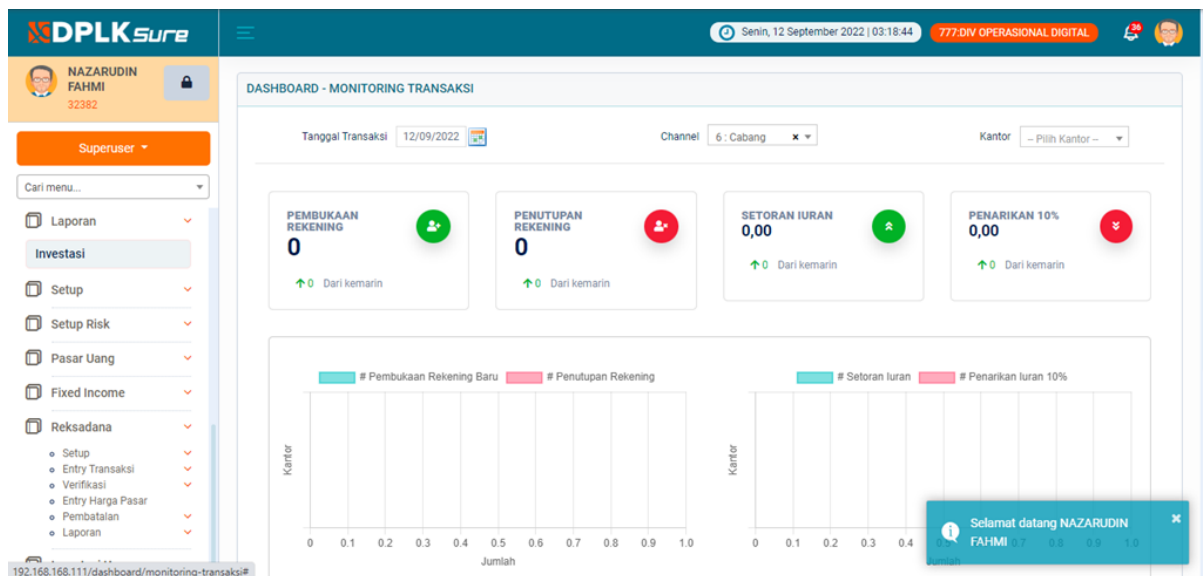 DPLK Sure
Senin, 12 September 2022 | 03:18:44
777:DIV OPERASIONAL DIGITAL
36
NAZARUDIN
FAHMI
32382
Superuser
Cari menu...
Laporan
Investasi
Setup
Setup Risk
Pasar Uang
Fixed Income
Reksadana
Setup
Entry Transaksi
Verifikasi
Entry Harga Pasar
Pembatalan
Laporan
192.168.168.111/dashboard/monitoring-transaksi#
DASHBOARD - MONITORING TRANSAKSI
Tanggal Transaksi 12/09/2022
Channel 6 : Cabang × 
Kantor -- Pilih Kantor --
PEMBUKAAN
REKENING
0
0 Dari kemarin
PENUTUPAN
REKENING
0
0 Dari kemarin
SETORAN IURAN
0,00
0 Dari kemarin
PENARIKAN 10%
0,00
0 Dari kemarin
# Pembukaan Rekening Baru # Penutupan Rekening
Kantor
0 0.1 0.2 0.3 0.4 0.5 0.6 0.7 0.8 0.9 1.0
Jumlah
# Setoran Iuran # Penarikan Iuran 10%
Kantor
0 0.1 0.2 0.3 0.4 0.5 0.6 0.7 0.8 0.9 1.0
Jumlah
Selamat datang NAZARUDIN
FAHMI
×